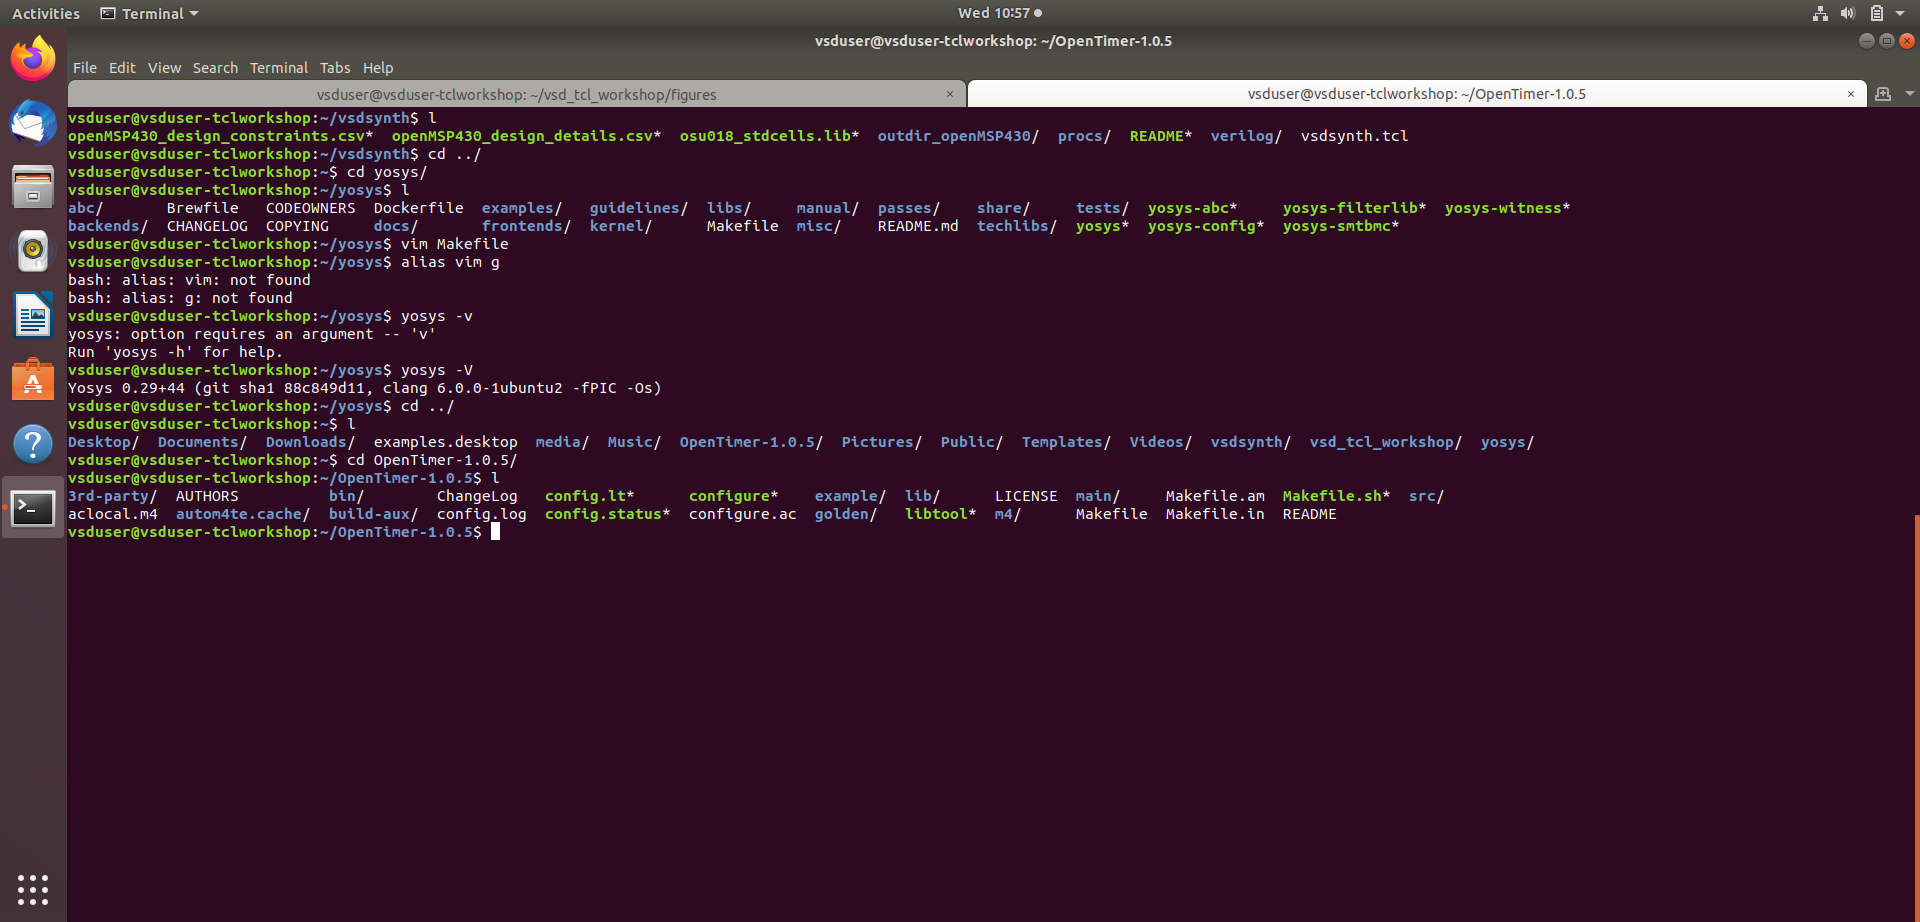 Activities Terminal Wed 10:57
vsduser@vsduser-tclworkshop: ~/OpenTimer-1.0.5
File Edit View Search Terminal Tabs Help
vsduser@vsduser-tclworkshop: ~/vsd_tcl_workshop/figures × vsduser@vsduser-tclworkshop: ~/OpenTimer-1.0.5 ×
vsduser@vsduser-tclworkshop:~/vsdsynth$ l
openMSP430_design_constraints.csv* openMSP430_design_details.csv* osu018_stdcells.lib* outdir_openMSP430/ procs/ README* verilog/ vsdsynth.tcl
vsduser@vsduser-tclworkshop:~/vsdsynth$ cd ../
vsduser@vsduser-tclworkshop:~$ cd yosys/
vsduser@vsduser-tclworkshop:~/yosys$ l
abc/ Brewfile CODEOWNERS Dockerfile examples/ guidelines/ libs/ manual/ passes/ share/ tests/ yosys-abc* yosys-filterlib* yosys-witness*
backends/ CHANGELOG COPYING docs/ frontends/ kernel/ Makefile misc/ README.md techlibs/ yosys* yosys-config* yosys-smtbmc*
vsduser@vsduser-tclworkshop:~/yosys$ vim Makefile
vsduser@vsduser-tclworkshop:~/yosys$ alias vim g
bash: alias: vim: not found
bash: alias: g: not found
vsduser@vsduser-tclworkshop:~/yosys$ yosys -v
yosys: option requires an argument -- 'v'
Run 'yosys -h' for help.
vsduser@vsduser-tclworkshop:~/yosys$ yosys -V
Yosys 0.29+44 (git sha1 88c849d11, clang 6.0.0-1ubuntu2 -fPIC -Os)
vsduser@vsduser-tclworkshop:~/yosys$ cd ../
vsduser@vsduser-tclworkshop:~$ l
Desktop/ Documents/ Downloads/ examples.desktop media/ Music/ OpenTimer-1.0.5/ Pictures/ Public/ Templates/ Videos/ vsdsynth/ vsd_tcl_workshop/ yosys/
vsduser@vsduser-tclworkshop:~$ cd OpenTimer-1.0.5/
vsduser@vsduser-tclworkshop:~/OpenTimer-1.0.5$ l
3rd-party/ AUTHORS bin/ ChangeLog config.lt* configure* example/ lib/ LICENSE main/ Makefile.am Makefile.sh* src/
aclocal.m4 autom4te.cache/ build-aux/ config.log config.status* configure.ac golden/ libtool* m4/ Makefile Makefile.in README
vsduser@vsduser-tclworkshop:~/OpenTimer-1.0.5$